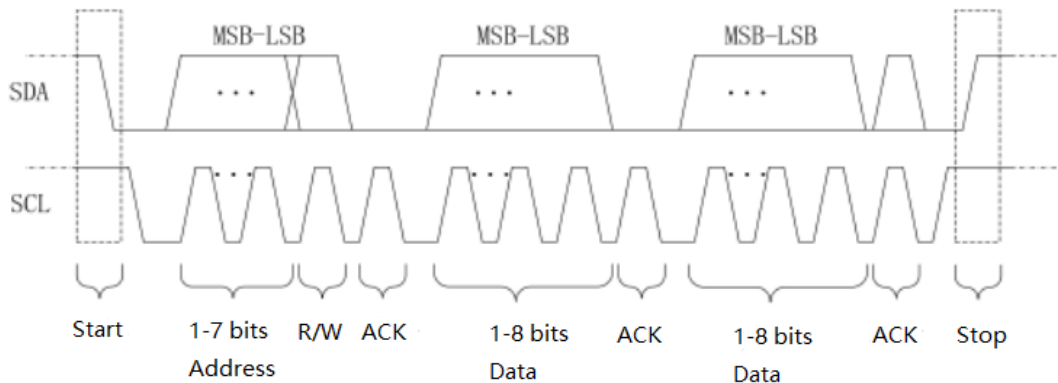 MSB-LSB MSB-LSB MSB-LSB
SDA ... ... ...
SCL ... ... ...
Start 1-7 bits R/W ACK 1-8 bits ACK 1-8 bits ACK Stop
Address Data Data